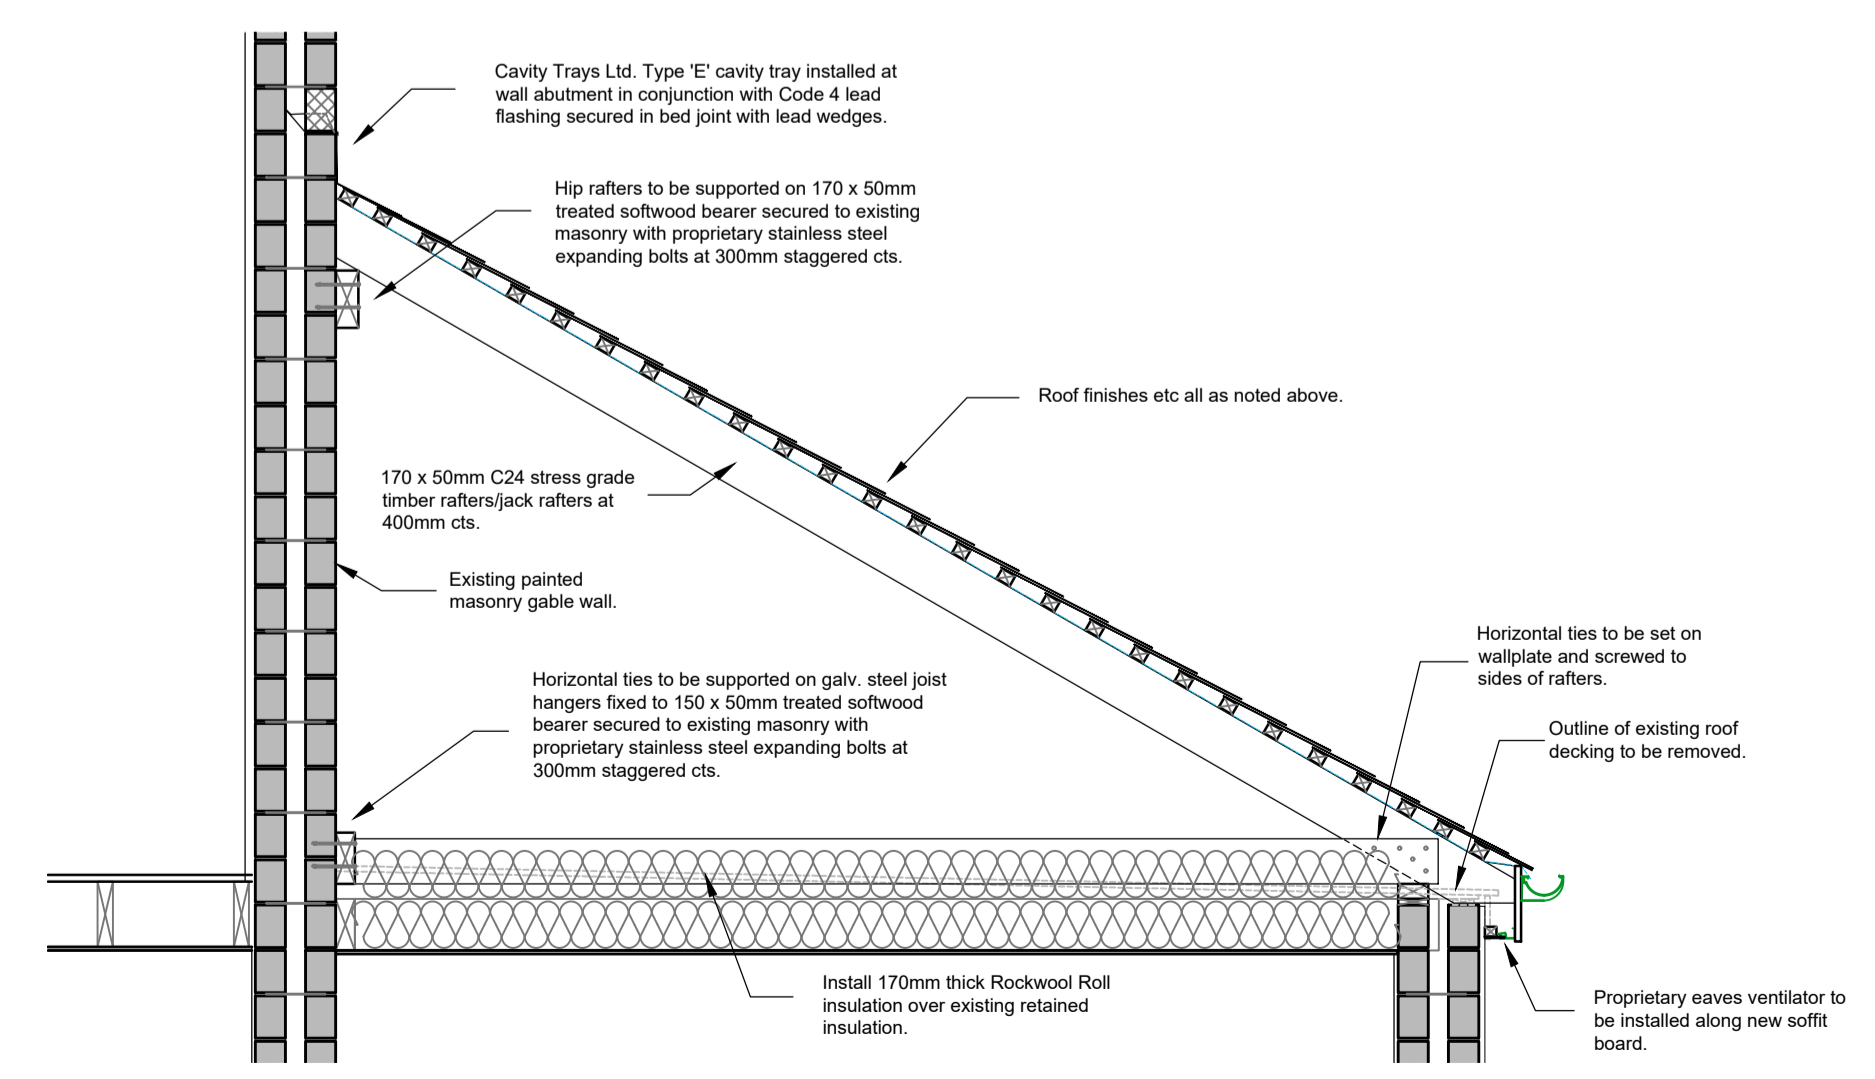 Cavity Trays Ltd. Type 'E' cavity tray installed at
wall abutment in conjunction with Code 4 lead
flashing secured in bed joint with lead wedges.
Hip rafters to be supported on 170 x 50mm
treated softwood bearer secured to existing
masonry with proprietary stainless steel
expanding bolts at 300mm staggered cts.
Roof finishes etc all as noted above.
170 x 50mm C24 stress grade
timber rafters/jack rafters at
400mm cts.
Existing painted
masonry gable wall.
Horizontal ties to be set on
wallplate and screwed to
sides of rafters.
Horizontal ties to be supported on galv. steel joist
hangers fixed to 150 x 50mm treated softwood
bearer secured to existing masonry with
proprietary stainless steel expanding bolts at
300mm staggered cts.
Outline of existing roof
decking to be removed.
Install 170mm thick Rockwool Roll
insulation over existing retained
insulation.
Proprietary eaves ventilator to
be installed along new soffit
board.